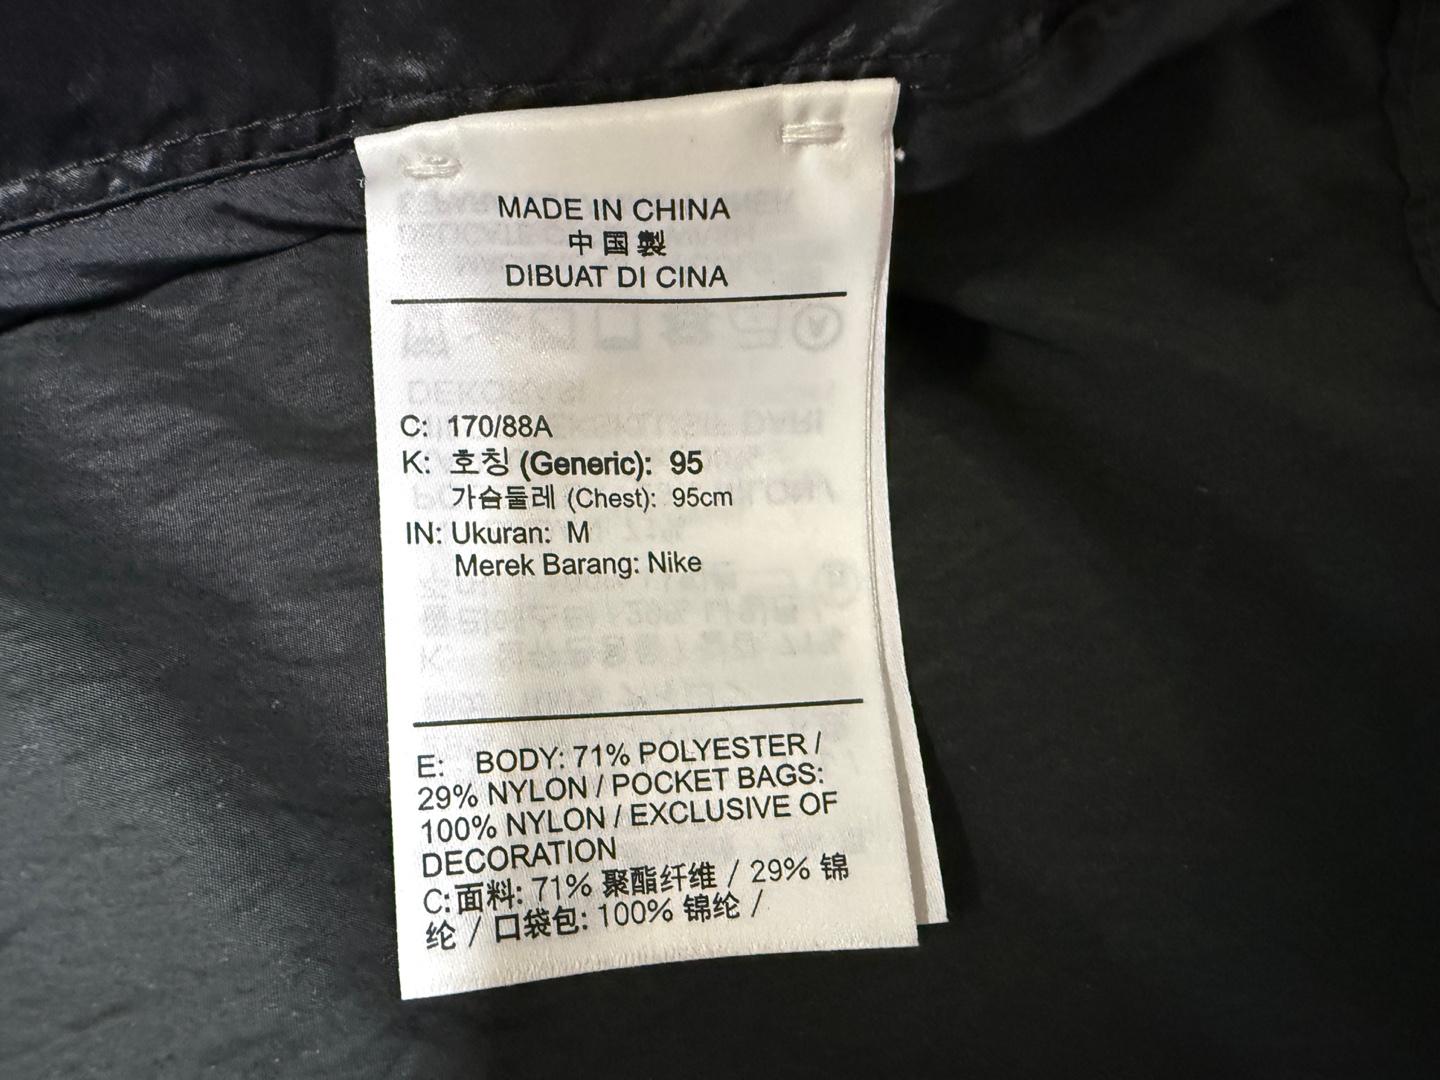 MADE IN CHINA
中国製
DIBUAT DI CINA
C: 170/88A
K: 호칭 (Generic): 95
가슴둘레 (Chest): 95cm
IN: Ukuran: M
Merek Barang: Nike
E: BODY: 71% POLYESTER /
29% NYLON / POCKET BAGS:
100% NYLON / EXCLUSIVE OF
DECORATION
C: 面料: 71% 聚酯纤维 / 29% 锦
纶 / 口袋包: 100% 锦纶 /